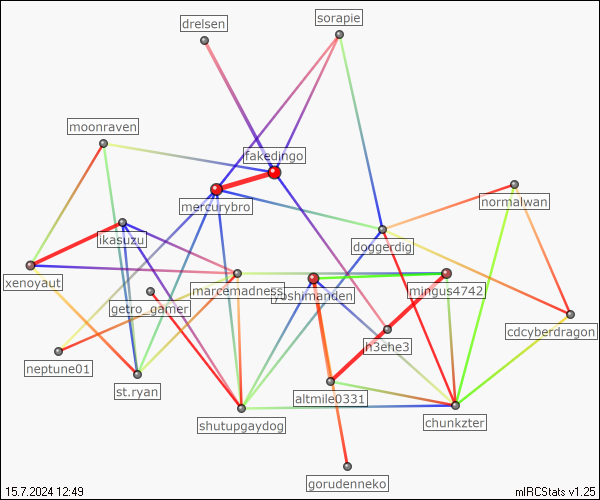 sorapie
drelsen
moonraven
fakedingo
mercurybro
normalwan
ikasuzu
doggerdig
xenoyaut
marcemadness
yoshimanden
mingus4742
getro_gamer
cdcyberdragon
h3ehe3
neptune01
st.ryan
altmile0331
shutupgaydog
chunkzter
gorudenneko
15.7.2024 12:49
mIRCStats v1.25